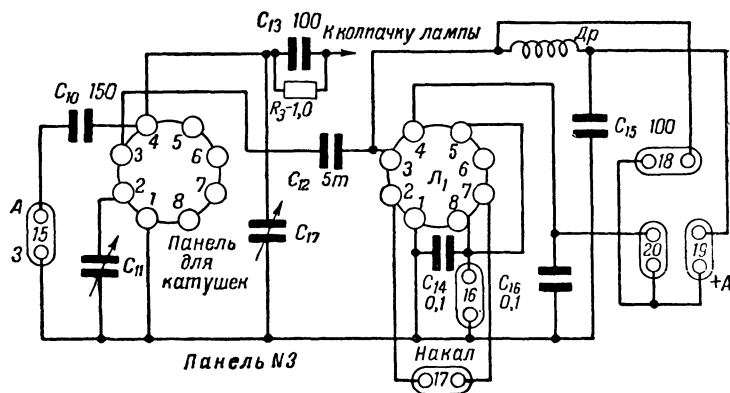 C₁₃ 100
К колпачку лампы
Др
C₁₀ 150
R₃-1,0
4 5
3 6
2 7
1 8
4 5
3 6
2 7
1 8
Л₁
C₁₅ 100
18
C₁₂ 5т
А
15
З
C₁₁
Панель
для
катушек
C₁₇
C₁₄
0,1
16
C₁₆
0,1
20
19
+А
Панель N3
Накал
17